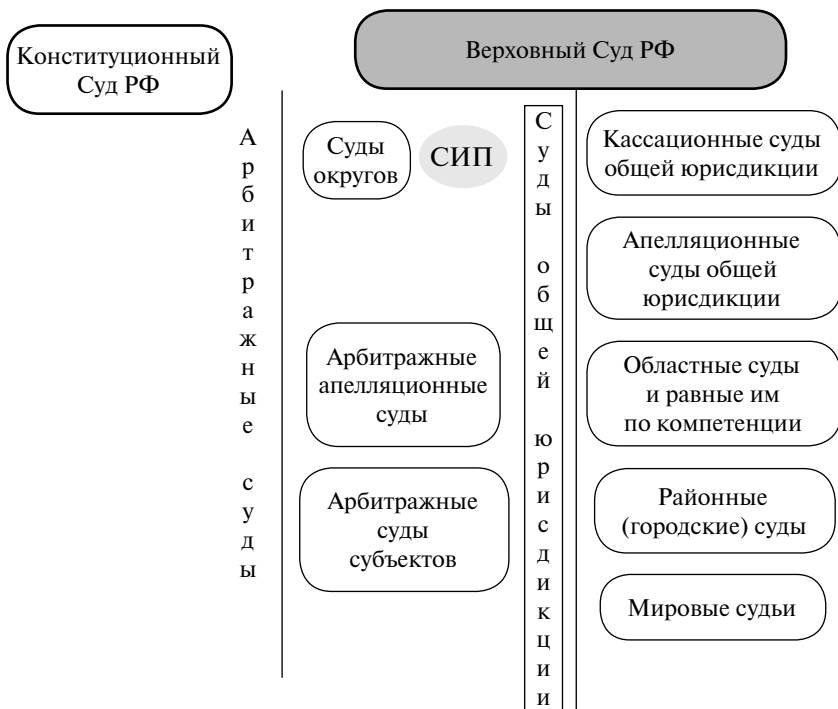 Конституционный
Суд РФ
Верховный Суд РФ
Арбитражные суды
Суды
округов
СИП
Арбитражные
апелляционные
суды
Арбитражные
суды
субъектов
Суды общей юрисдикции
Кассационные суды
общей юрисдикции
Апелляционные
суды общей
юрисдикции
Областные суды
и равные им
по компетенции
Районные
(городские) суды
Мировые судьи